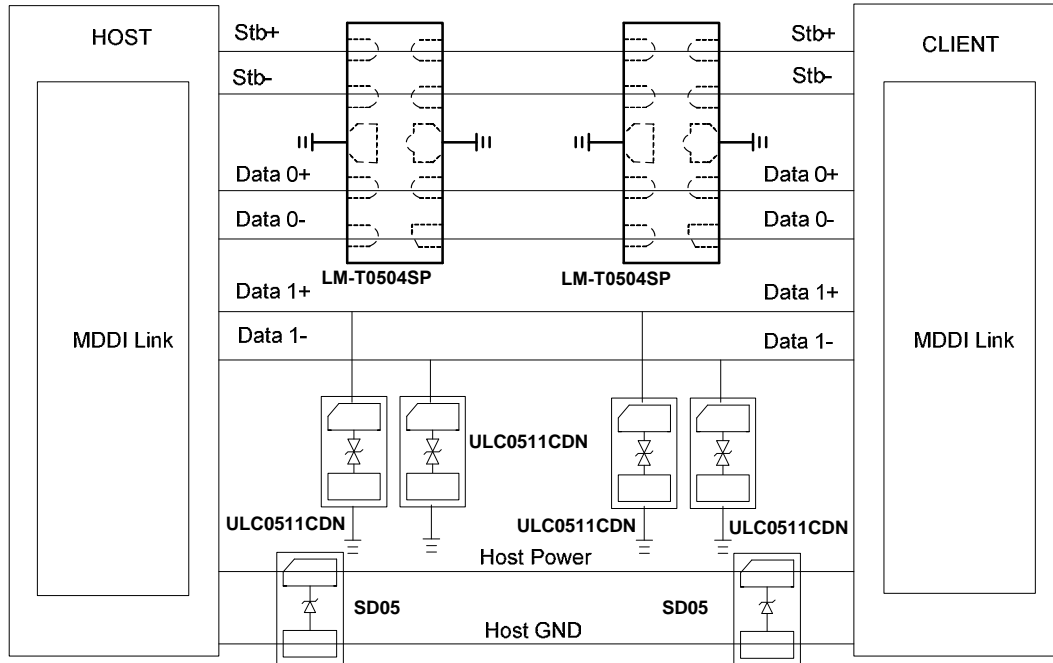 HOST
CLIENT
Stb+
Stb+
Stb-
Stb-
Data 0+
Data 0+
Data 0-
Data 0-
LM-T0504SP
LM-T0504SP
Data 1+
Data 1+
MDDI Link
Data 1-
Data 1-
MDDI Link
ULC0511CDN
ULC0511CDN
ULC0511CDN
ULC0511CDN
Host Power
SD05
SD05
Host GND